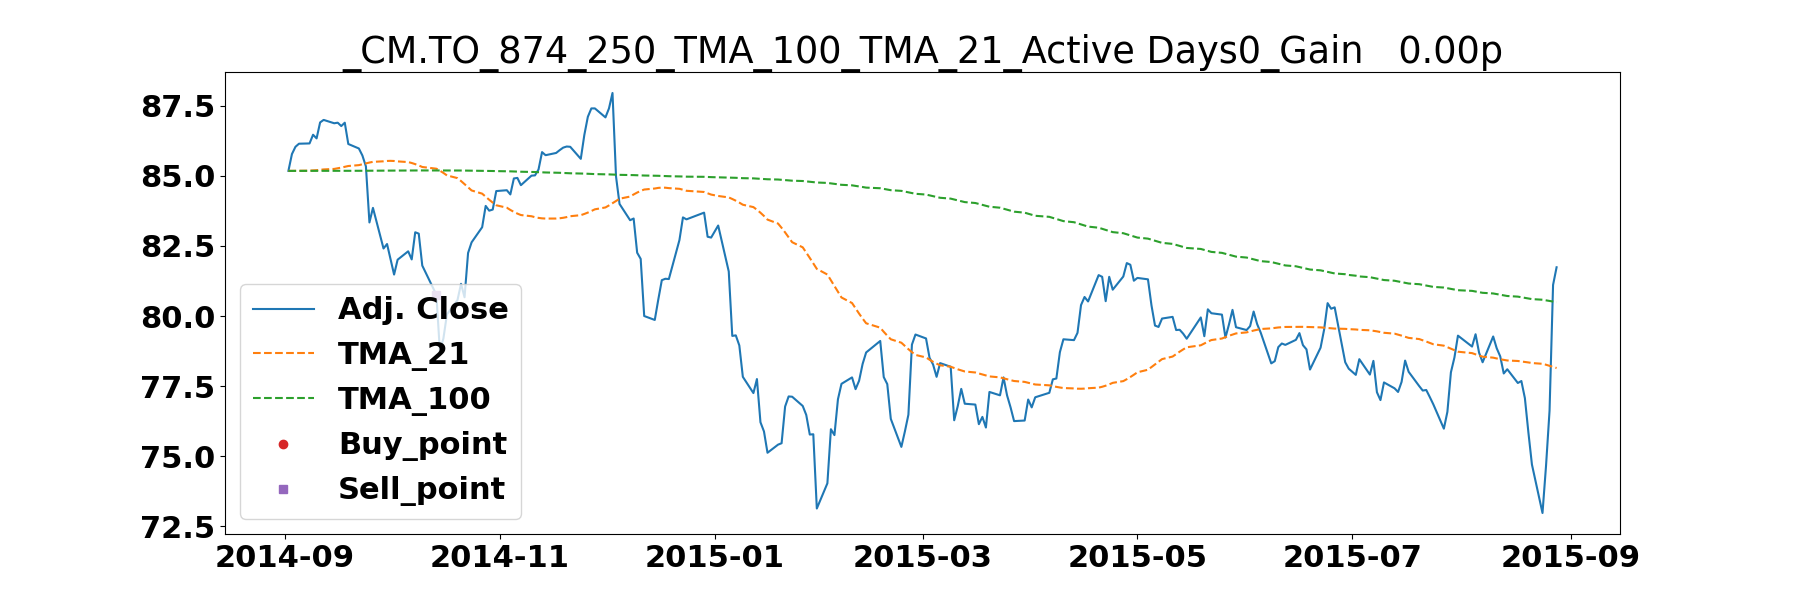 _CM.TO_874_250_TMA_100_TMA_21_Active Days0_Gain   0.00p
87.5
85.0
82.5
80.0
77.5
75.0
72.5
Adj. Close
TMA_21
TMA_100
Buy_point
Sell_point
2014-09 2014-11 2015-01 2015-03 2015-05 2015-07 2015-09